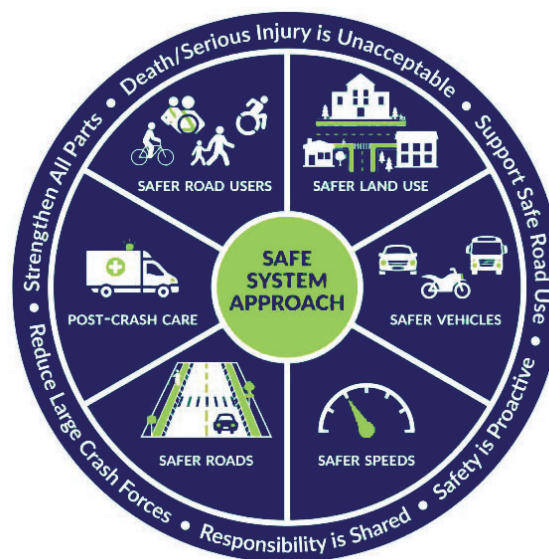 Death/Serious Injury is Unacceptable • Support Safe Road Use • Safety is Proactive • Responsibility is Shared • Reduce Large Crash Forces • Strengthen All Parts •
SAFER ROAD USERS
SAFER LAND USE
SAFE
SYSTEM
APPROACH
POST-CRASH CARE
SAFER VEHICLES
SAFER ROADS
SAFER SPEEDS